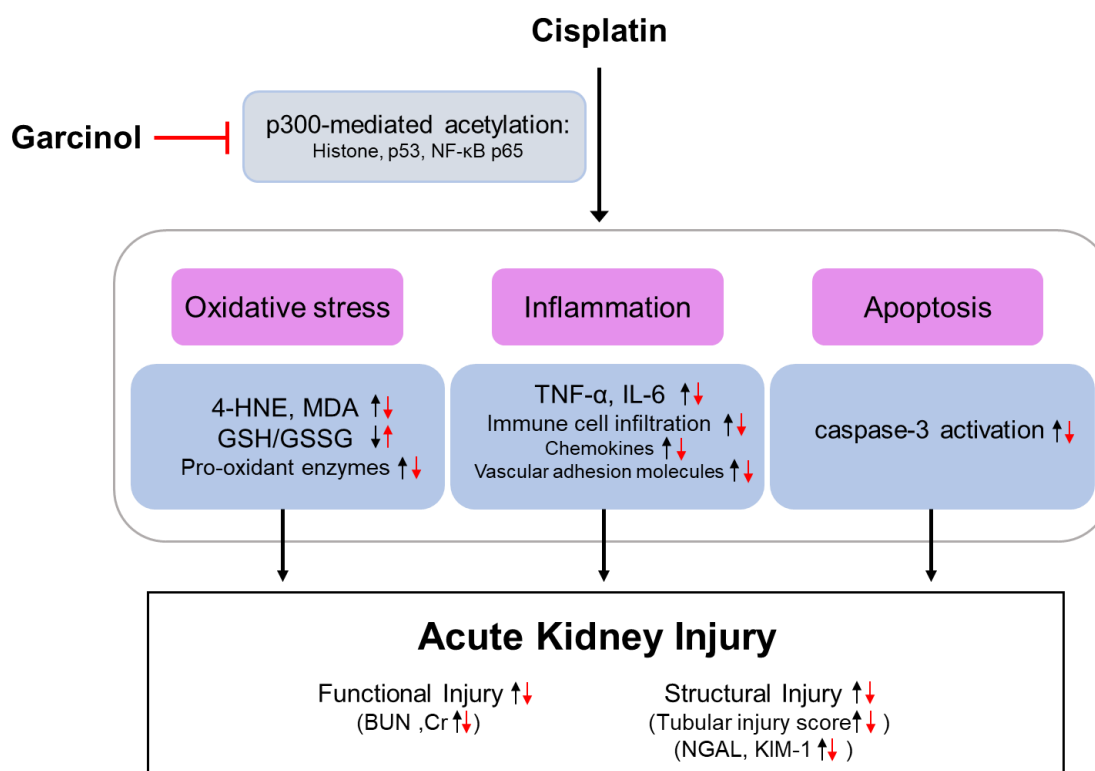 Cisplatin
Garcinol
p300-mediated acetylation:
Histone, p53, NF-κB p65
Oxidative stress
Inflammation
Apoptosis
4-HNE, MDA ↑↓
GSH/GSSG ↓↑
Pro-oxidant enzymes ↑↓
TNF-α, IL-6 ↑↓
Immune cell infiltration ↑↓
Chemokines ↑↓
Vascular adhesion molecules ↑↓
caspase-3 activation ↑↓
Acute Kidney Injury
Functional Injury ↑↓
(BUN ,Cr↑↓)
Structural Injury ↑↓
(Tubular injury score↑↓)
(NGAL, KIM-1 ↑↓)